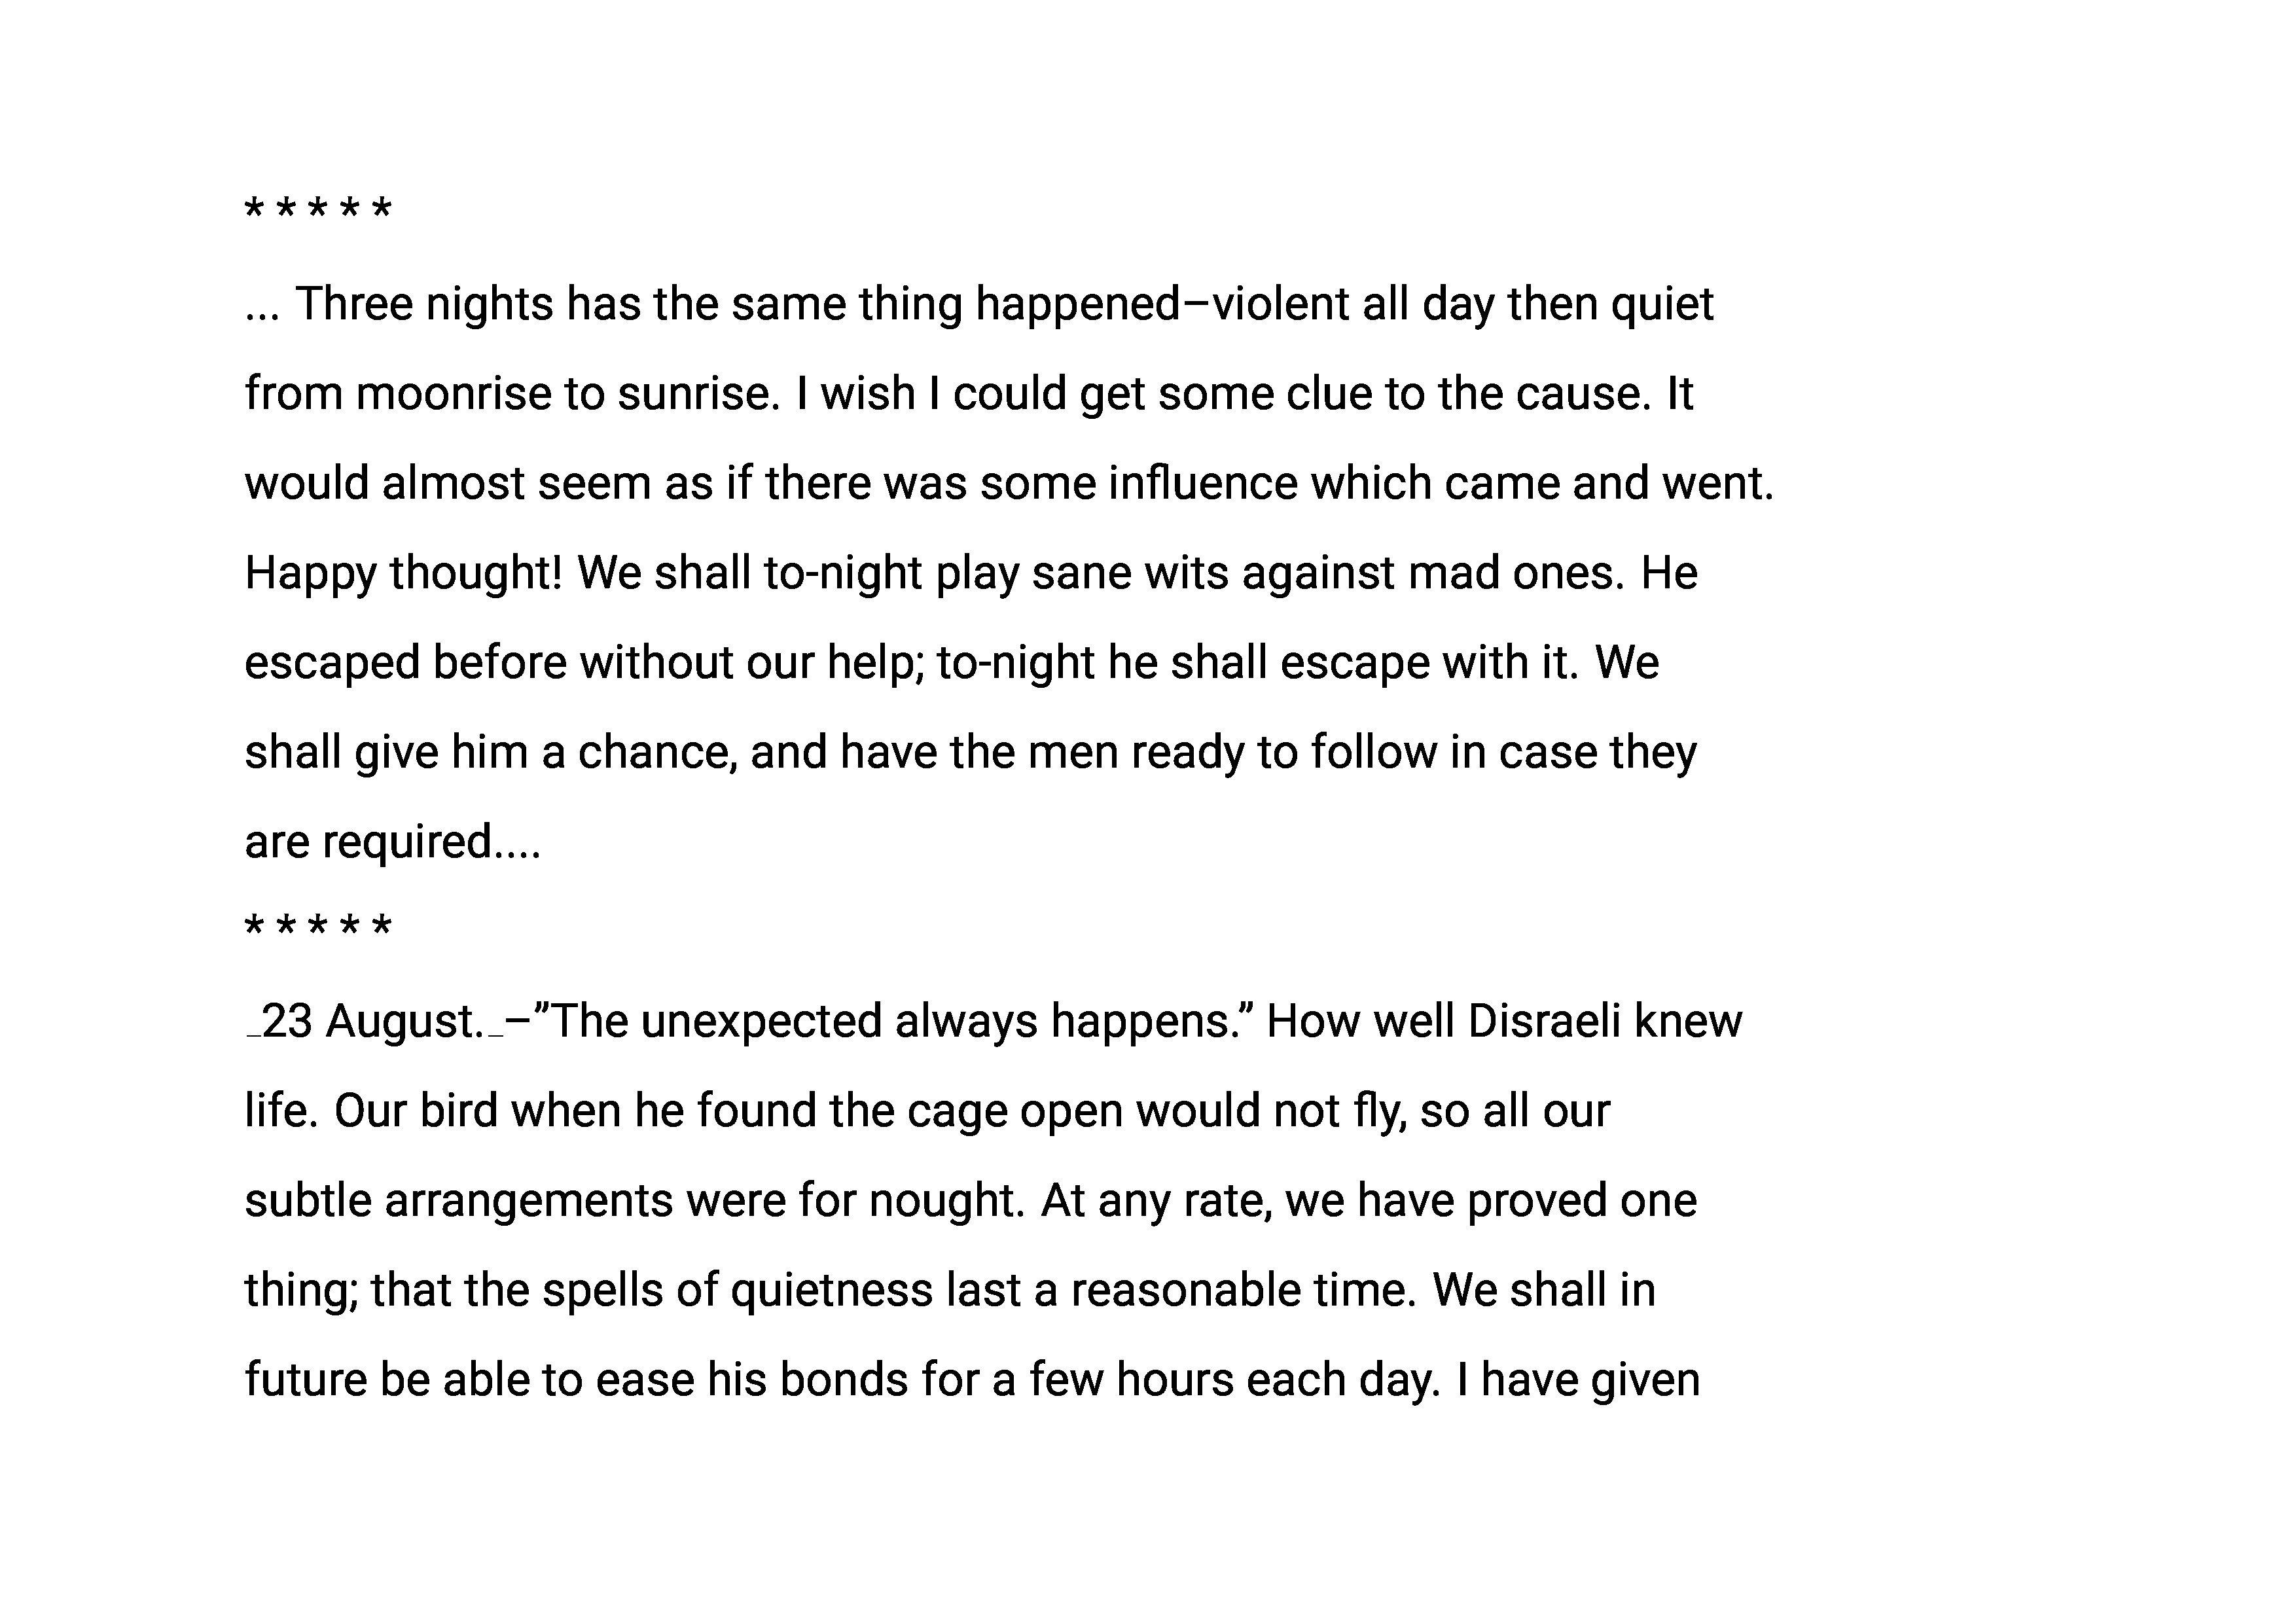 * * * * *
... Three nights has the same thing happened–violent all day then quiet
from moonrise to sunrise. I wish I could get some clue to the cause. It
would almost seem as if there was some influence which came and went.
Happy thought! We shall to-night play sane wits against mad ones. He
escaped before without our help; to-night he shall escape with it. We
shall give him a chance, and have the men ready to follow in case they
are required....
* * * * *
_23 August._–”The unexpected always happens.” How well Disraeli knew
life. Our bird when he found the cage open would not fly, so all our
subtle arrangements were for nought. At any rate, we have proved one
thing; that the spells of quietness last a reasonable time. We shall in
future be able to ease his bonds for a few hours each day. I have given